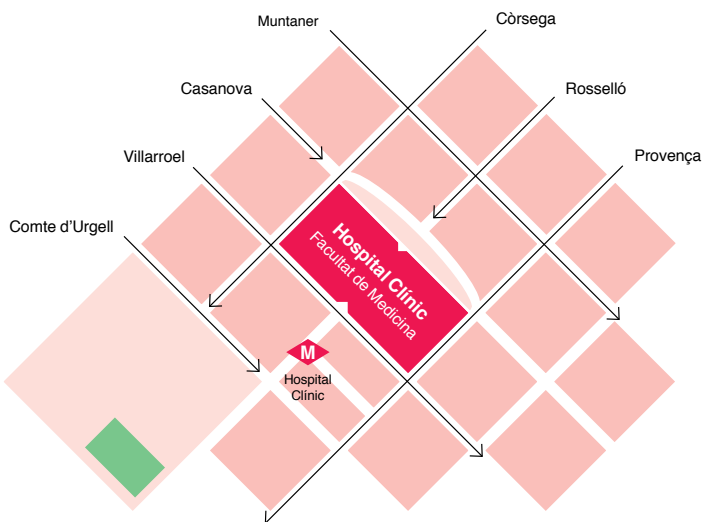 Muntaner
Còrsega
Casanova
Rosselló
Villarroel
Provença
Comte d'Urgell
Hospital Clínic
Facultat de Medicina
M
Hospital
Clínic